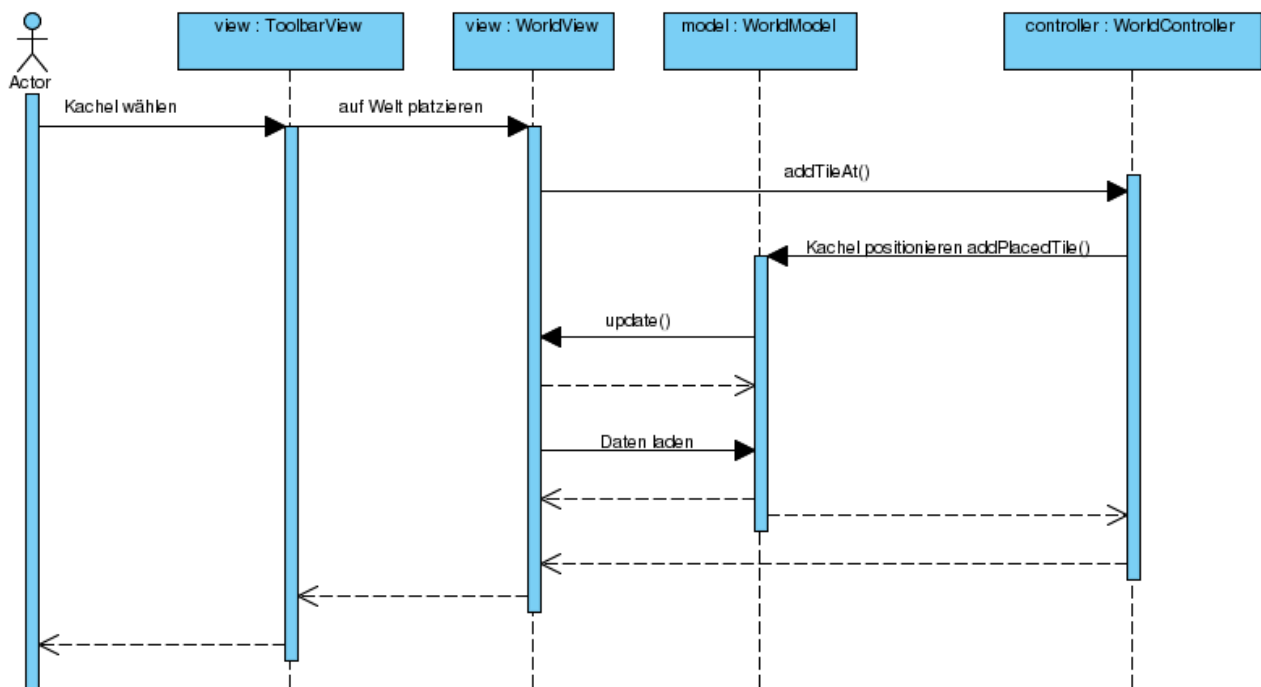 view : ToolbarView
view : WorldView
model : WorldModel
controller : WorldController
Actor
Kachel wählen
auf Welt platzieren
addTileAt()
Kachel positionieren addPlacedTile()
update()
Daten laden